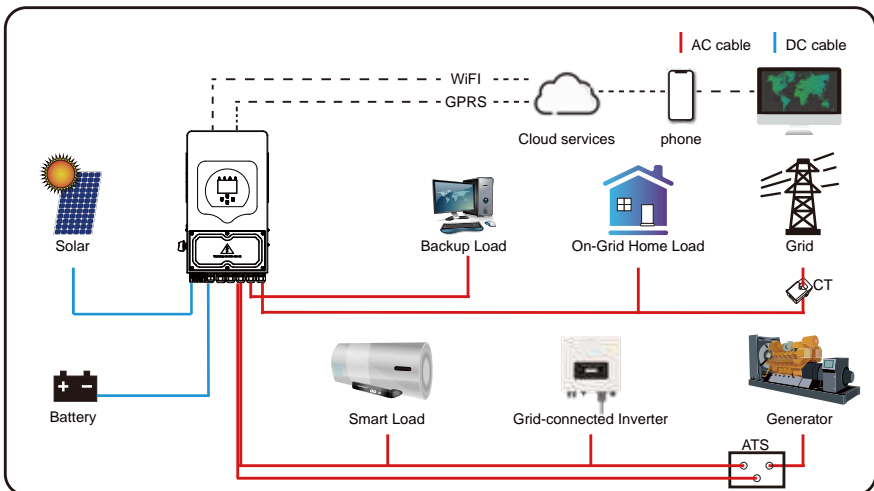 AC cable
DC cable
WiFI
GPRS
Cloud services
phone
Solar
Backup Load
On-Grid Home Load
Grid
CT
Battery
Smart Load
Grid-connected Inverter
Generator
ATS